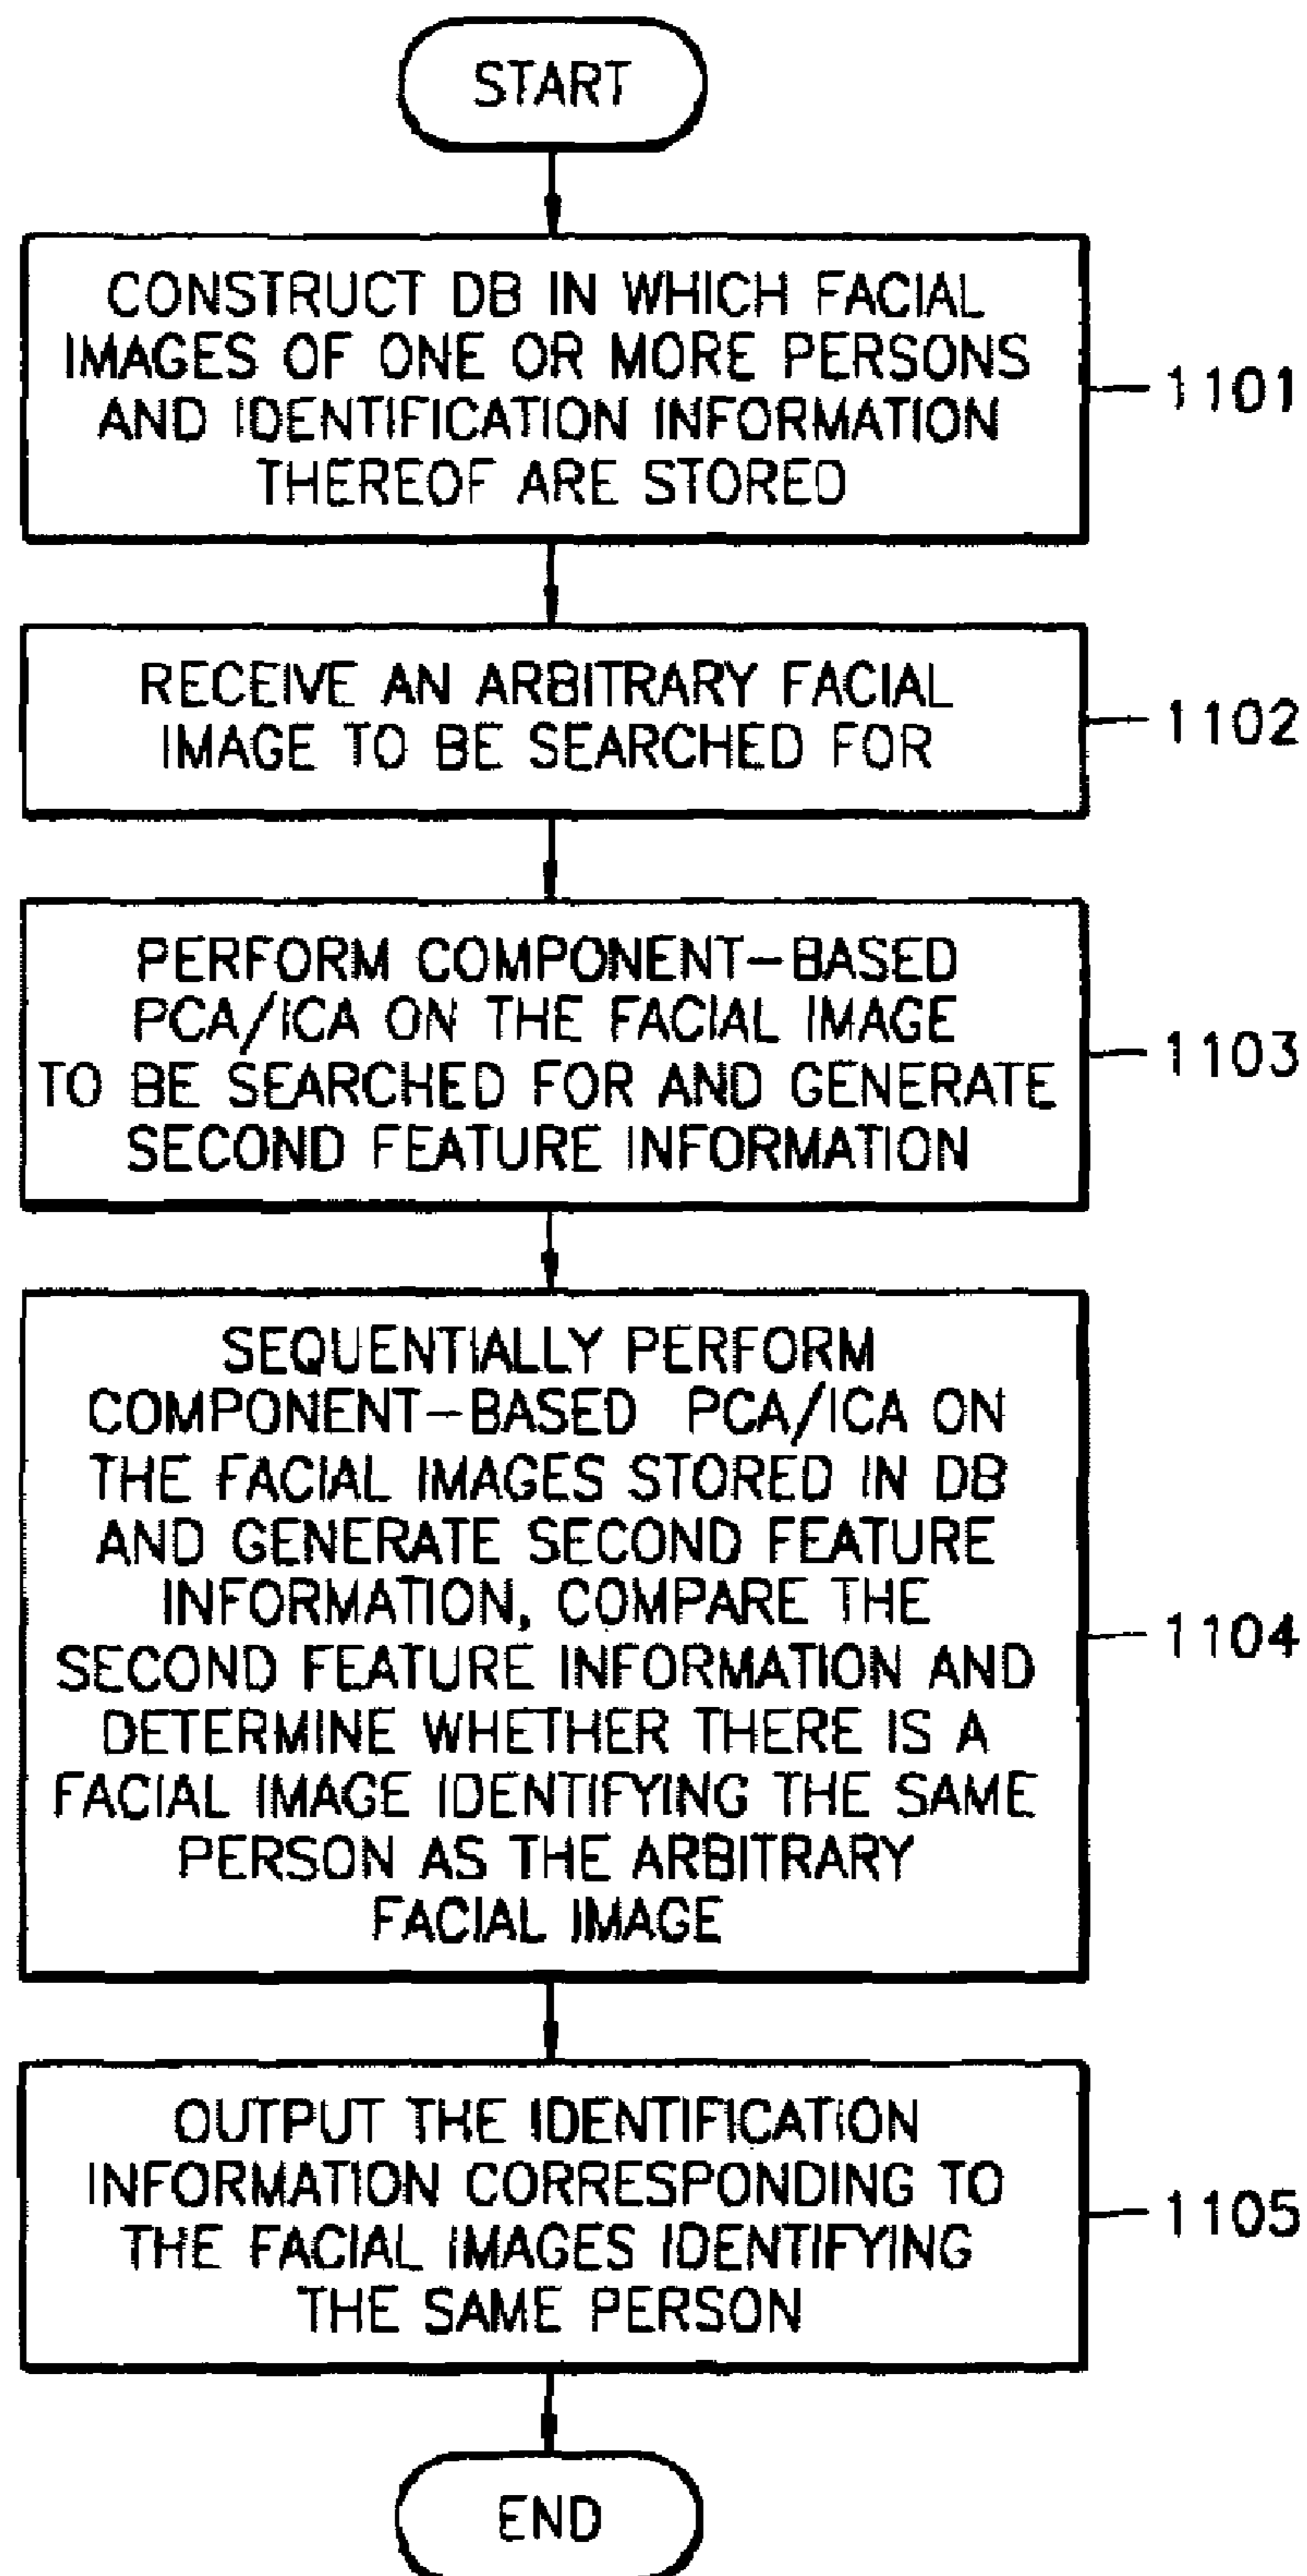 START
CONSTRUCT DB IN WHICH FACIAL
IMAGES OF ONE OR MORE PERSONS
AND IDENTIFICATION INFORMATION
THEREOF ARE STORED
1101
RECEIVE AN ARBITRARY FACIAL
IMAGE TO BE SEARCHED FOR
1102
PERFORM COMPONENT-BASED
PCA/ICA ON THE FACIAL IMAGE
TO BE SEARCHED FOR AND GENERATE
SECOND FEATURE INFORMATION
1103
SEQUENTIALLY PERFORM
COMPONENT-BASED PCA/ICA ON
THE FACIAL IMAGES STORED IN DB
AND GENERATE SECOND FEATURE
INFORMATION, COMPARE THE
SECOND FEATURE INFORMATION AND
DETERMINE WHETHER THERE IS A
FACIAL IMAGE IDENTIFYING THE SAME
PERSON AS THE ARBITRARY
FACIAL IMAGE
1104
OUTPUT THE IDENTIFICATION
INFORMATION CORRESPONDING TO
THE FACIAL IMAGES IDENTIFYING
THE SAME PERSON
1105
END